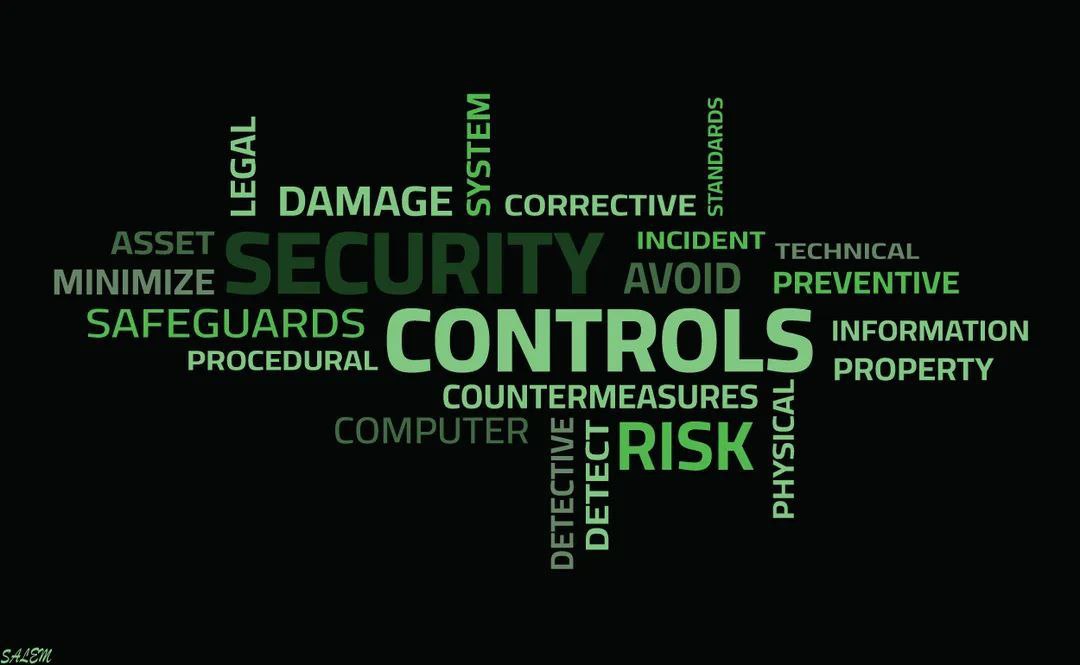 LEGAL
SYSTEM
STANDARDS
DAMAGE
CORRECTIVE
ASSET
SECURITY
INCIDENT
TECHNICAL
MINIMIZE
AVOID
PREVENTIVE
SAFEGUARDS
CONTROLS
INFORMATION
PROCEDURAL
PROPERTY
COUNTERMEASURES
PHYSICAL
COMPUTER
DETECTIVE
DETECT
RISK
SALEM